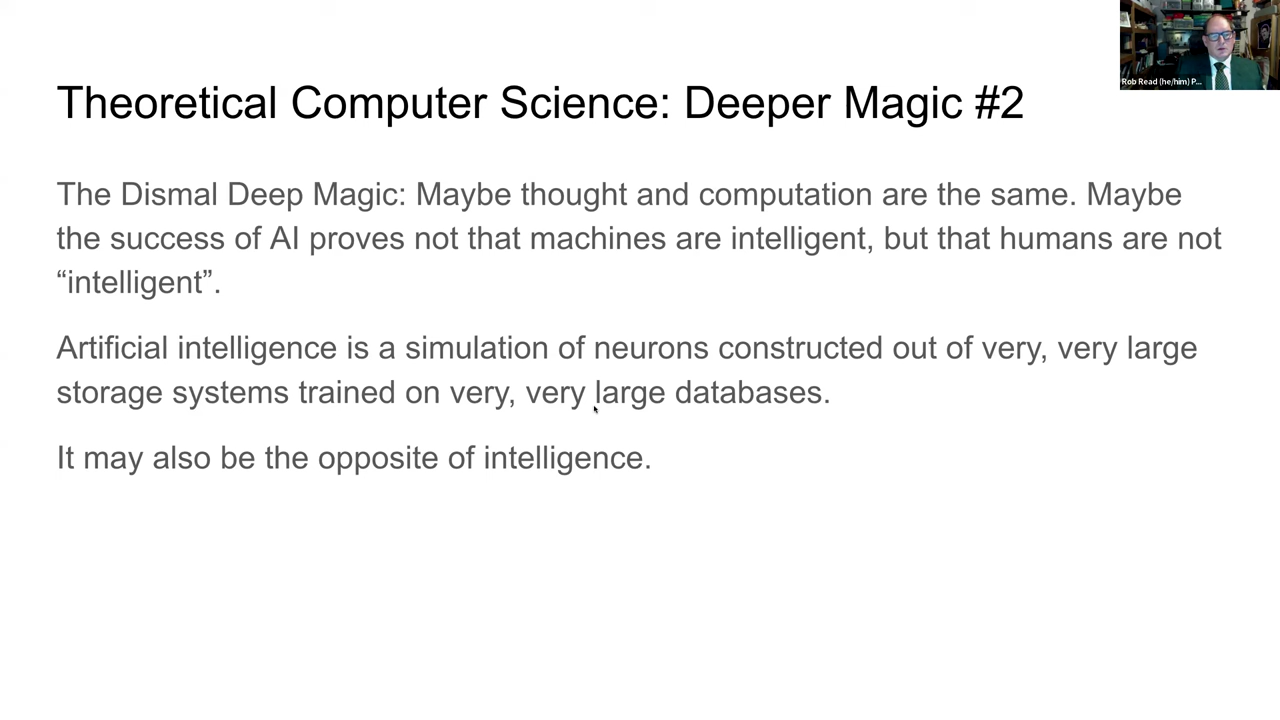 Rob Read (he/him) P...
Theoretical Computer Science: Deeper Magic #2
The Dismal Deep Magic: Maybe thought and computation are the same. Maybe
the success of AI proves not that machines are intelligent, but that humans are not
“intelligent”.
Artificial intelligence is a simulation of neurons constructed out of very, very large
storage systems trained on very, very large databases.
It may also be the opposite of intelligence.